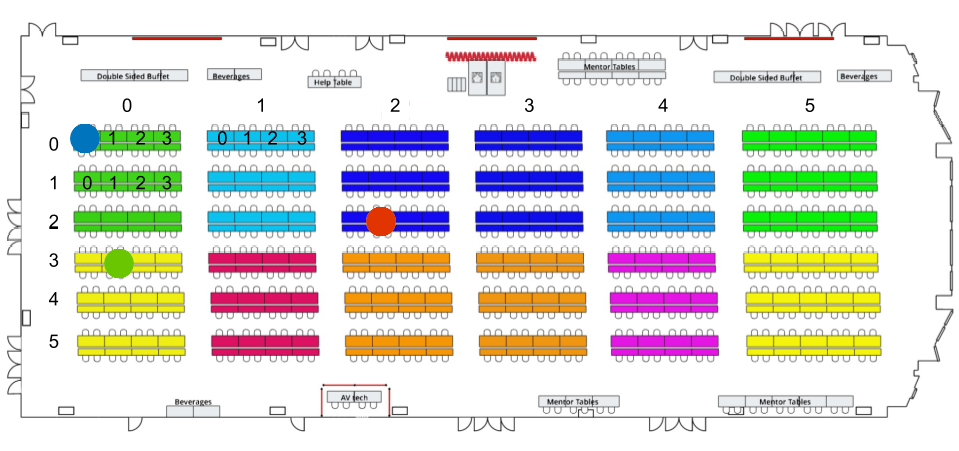 Mentor Tables
Double Sided Buffet
Beverages
Help Table
Double Sided Buffet
Beverages
0 1 2 3 4 5
0 1 2 3 0 1 2 3
1 0 1 2 3
2
3
4
5
AV tech
Beverages
Mentor Tables
Mentor Tables